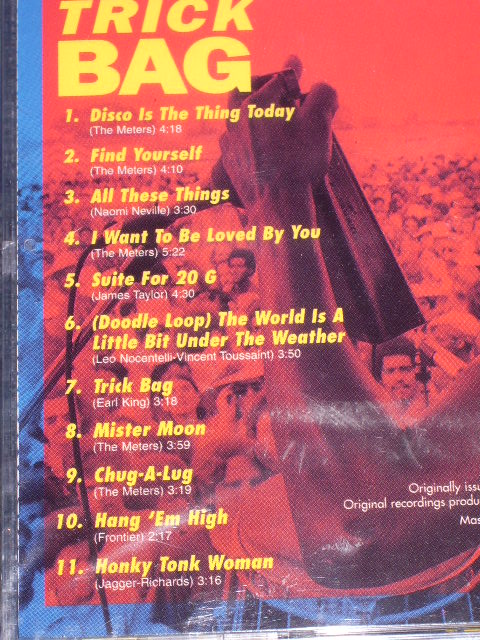 TRICK
BAG
1. Disco Is The Thing Today
(The Meters) 4:18
2. Find Yourself
(The Meters) 4:10
3. All These Things
(Naomi Neville) 3:30
4. I Want To Be Loved By You
(The Meters) 5:22
5. Suite For 20 G
(James Taylor) 4:30
6. (Doodle Loop) The World Is A
Little Bit Under The Weather
(Leo Nocentelli-Vincent Toussaint) 3:50
7. Trick Bag
(Earl King) 3:18
8. Mister Moon
(The Meters) 3:59
9. Chug-A-Lug
(The Meters) 3:19
10. Hang 'Em High
(Frontier) 2:17
11. Honky Tonk Woman
(Jagger-Richards) 3:16
Originally issu
Original recordings produ
Mas